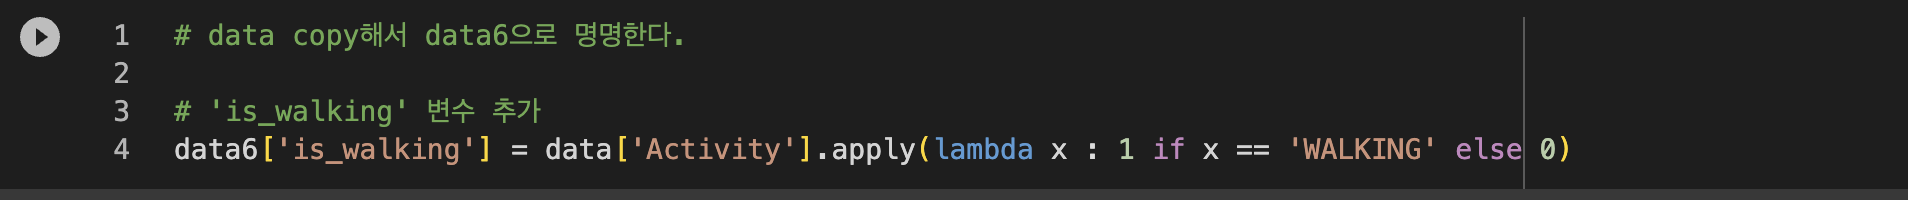 1 # data copy해서 data6으로 명명한다.
2
3 # 'is_walking' 변수 추가
4 data6['is_walking'] = data['Activity'].apply(lambda x : 1 if x == 'WALKING' else 0)